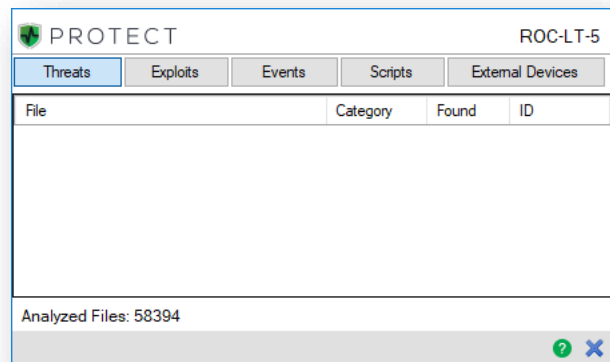 PROTECT ROC-LT-5
Threats Exploits Events Scripts External Devices
File Category Found ID
Analyzed Files: 58394
?